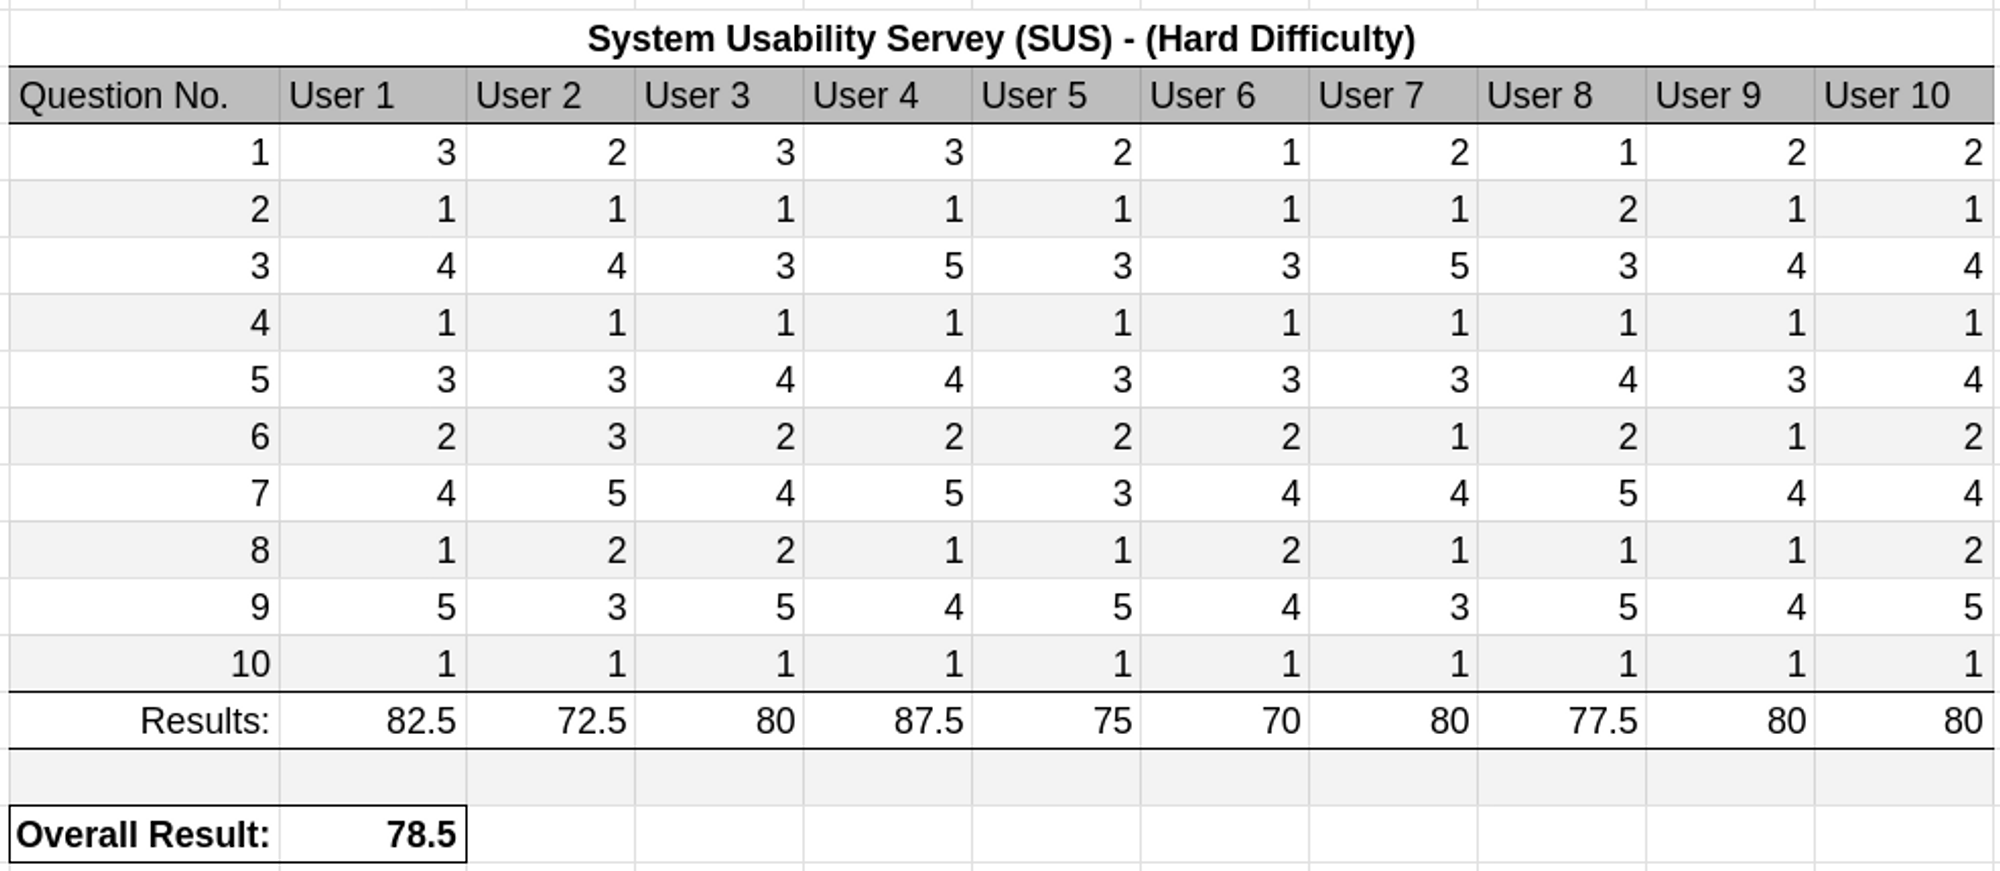 System Usability Servey (SUS) - (Hard Difficulty)
Question No. User 1 User 2 User 3 User 4 User 5 User 6 User 7 User 8 User 9 User 10
1 3 2 3 3 2 1 2 1 2 2
2 1 1 1 1 1 1 1 2 1 1
3 4 4 3 5 3 3 5 3 4 4
4 1 1 1 1 1 1 1 1 1 1
5 3 3 4 4 3 3 3 4 3 4
6 2 3 2 2 2 2 1 2 1 2
7 4 5 4 5 3 4 4 5 4 4
8 1 2 2 1 1 2 1 1 1 2
9 5 3 5 4 5 4 3 5 4 5
10 1 1 1 1 1 1 1 1 1 1
Results: 82.5 72.5 80 87.5 75 70 80 77.5 80 80
Overall Result: 78.5